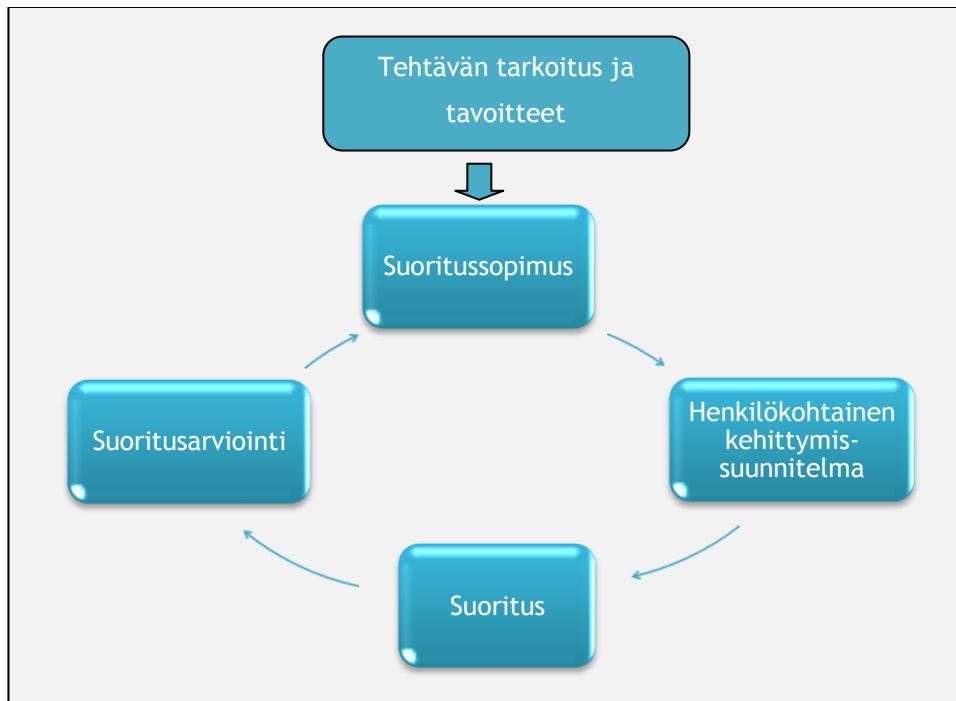 Tehtävän tarkoitus ja
tavoitteet
Suoritussopimus
Henkilökohtainen
kehittymis-
suunnitelma
Suoritus
Suoritusarviointi